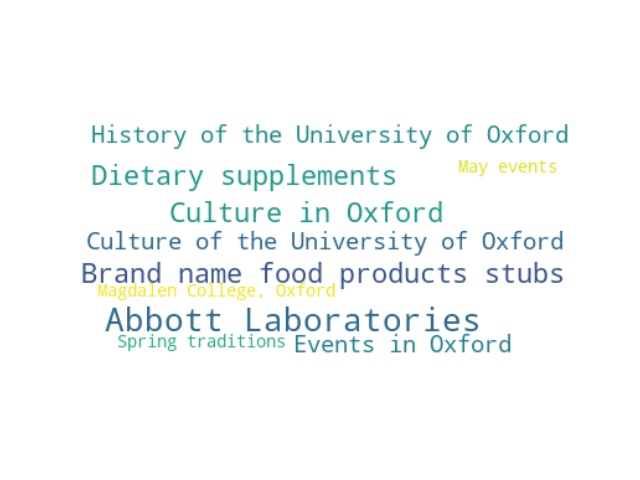 History of the University of Oxford
May events
Dietary supplements
Culture in Oxford
Culture of the University of Oxford
Brand name food products stubs
Magdalen College, Oxford
Abbott Laboratories
Spring traditions
Events in Oxford